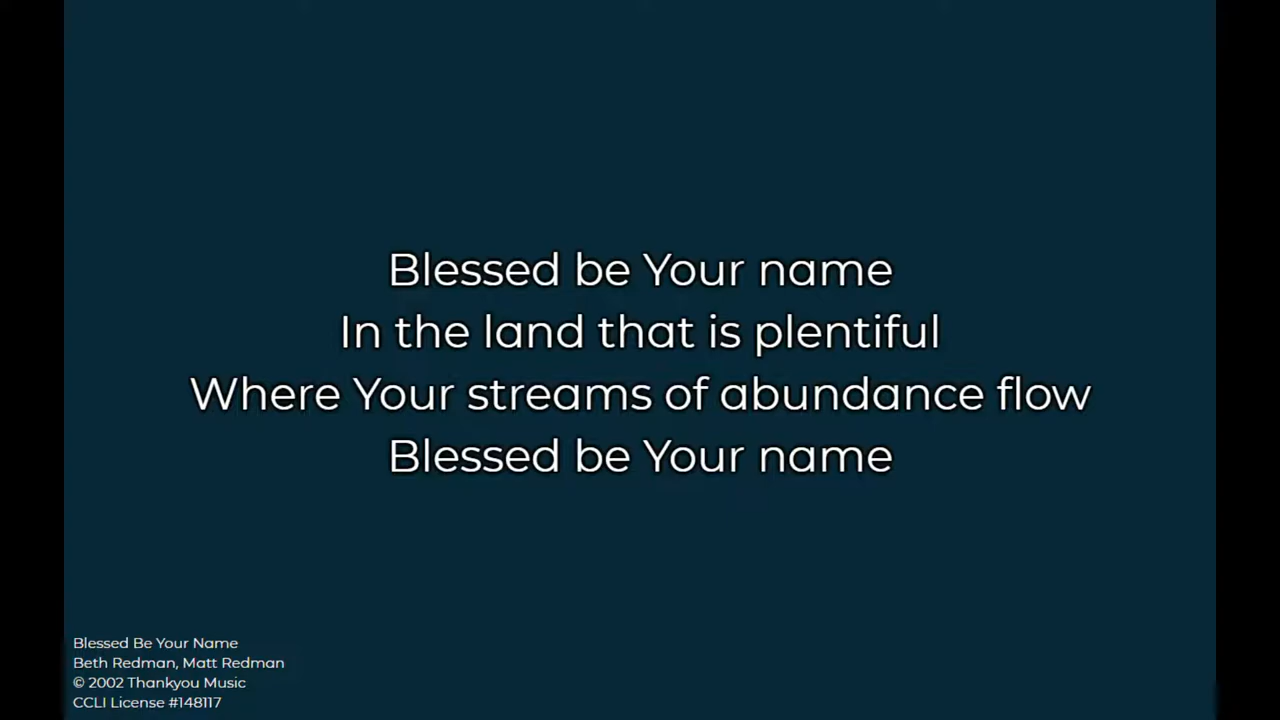 Blessed be Your name
In the land that is plentiful
Where Your streams of abundance flow
Blessed be Your name
Blessed Be Your Name
Beth Redman, Matt Redman
© 2002 Thankyou Music
CCLI License #148117